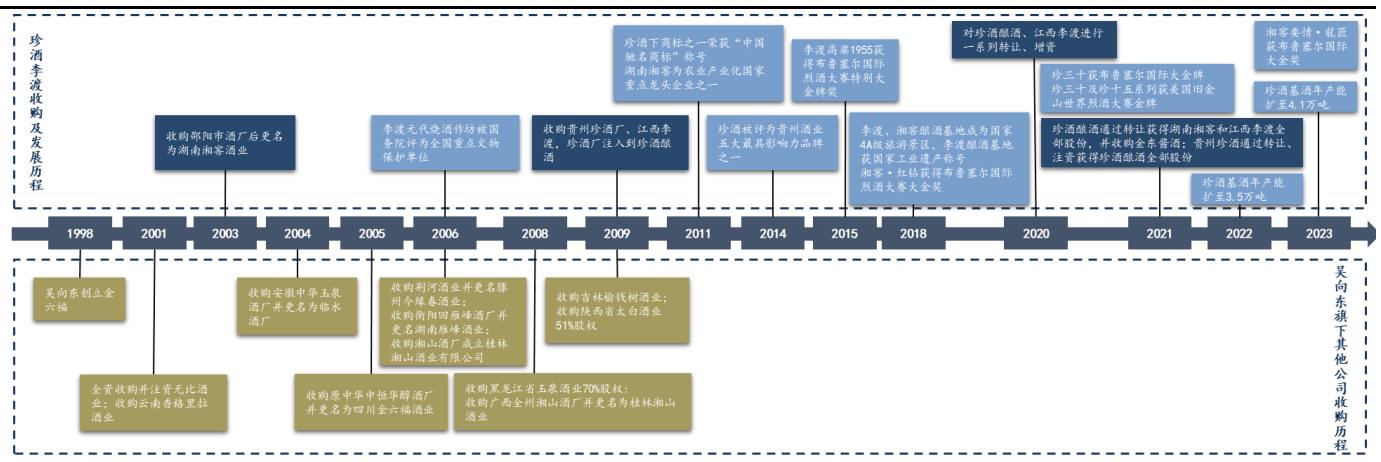 珍酒李渡收购及发展历程
收购邵阳市酒厂后更名
为湖南湘客酒业
李渡元代烧酒作坊被国
务院评为全国重点文物
保护单位
收购贵州珍酒厂、江西李
渡，珍酒厂注入到珍酒酿
酒
珍酒下商标之一荣获“中国
驰名商标”称号
湖南湘客为农业产业化国家
重点龙头企业之一
珍酒被评为贵州酒业
五大最具影响力品牌
之一
李渡高粱1955获
得布鲁塞尔国际
烈酒大赛特别大
金牌奖
李渡、湘客酿酒基地成为国家
4A级旅游景区，李渡酿酒基地
获国家工业遗产称号
湘客·红钻获得布鲁塞尔国际
烈酒大赛大金奖
对珍酒酿酒、江西李渡进行
一系列转让、增资
珍三十获布鲁塞尔国际大金牌
珍三十及珍十五系列获美国旧金
山世界烈酒大赛金牌
珍酒酿酒通过转让获得湖南湘客和江西李渡全
部股份，并收购金东酱酒；贵州珍酒通过转让、
注资获得珍酒酿酒全部股份
珍酒基酒年产能
扩至3.5万吨
湘客要情·龍匠
获布鲁塞尔国际
大金奖
珍酒基酒年产能
扩至4.1万吨
1998 2001 2003 2004 2005 2006 2008 2009 2011 2014 2015 2018 2020 2021 2022 2023
吴向东创立金
六福
全资收购并注资无比酒
业；收购云南香格里拉
酒业
收购安徽中华玉泉
酒厂并更名为临水
酒厂
收购原中华中恒华醇酒厂
并更名为四川金六福酒业
收购荆河酒业并更名滕
州今缘春酒业；
收购衡阳回雁峰酒厂并
更名湖南雁峰酒业；
收购湘山酒厂成立桂林
湘山酒业有限公司
收购黑龙江省玉泉酒业70%股权；
收购广西全州湘山酒厂并更名为桂林湘山
酒业
收购吉林榆钱树酒业；
收购陕西省太白酒业
51%股权
吴向东旗下其他公司收购历程